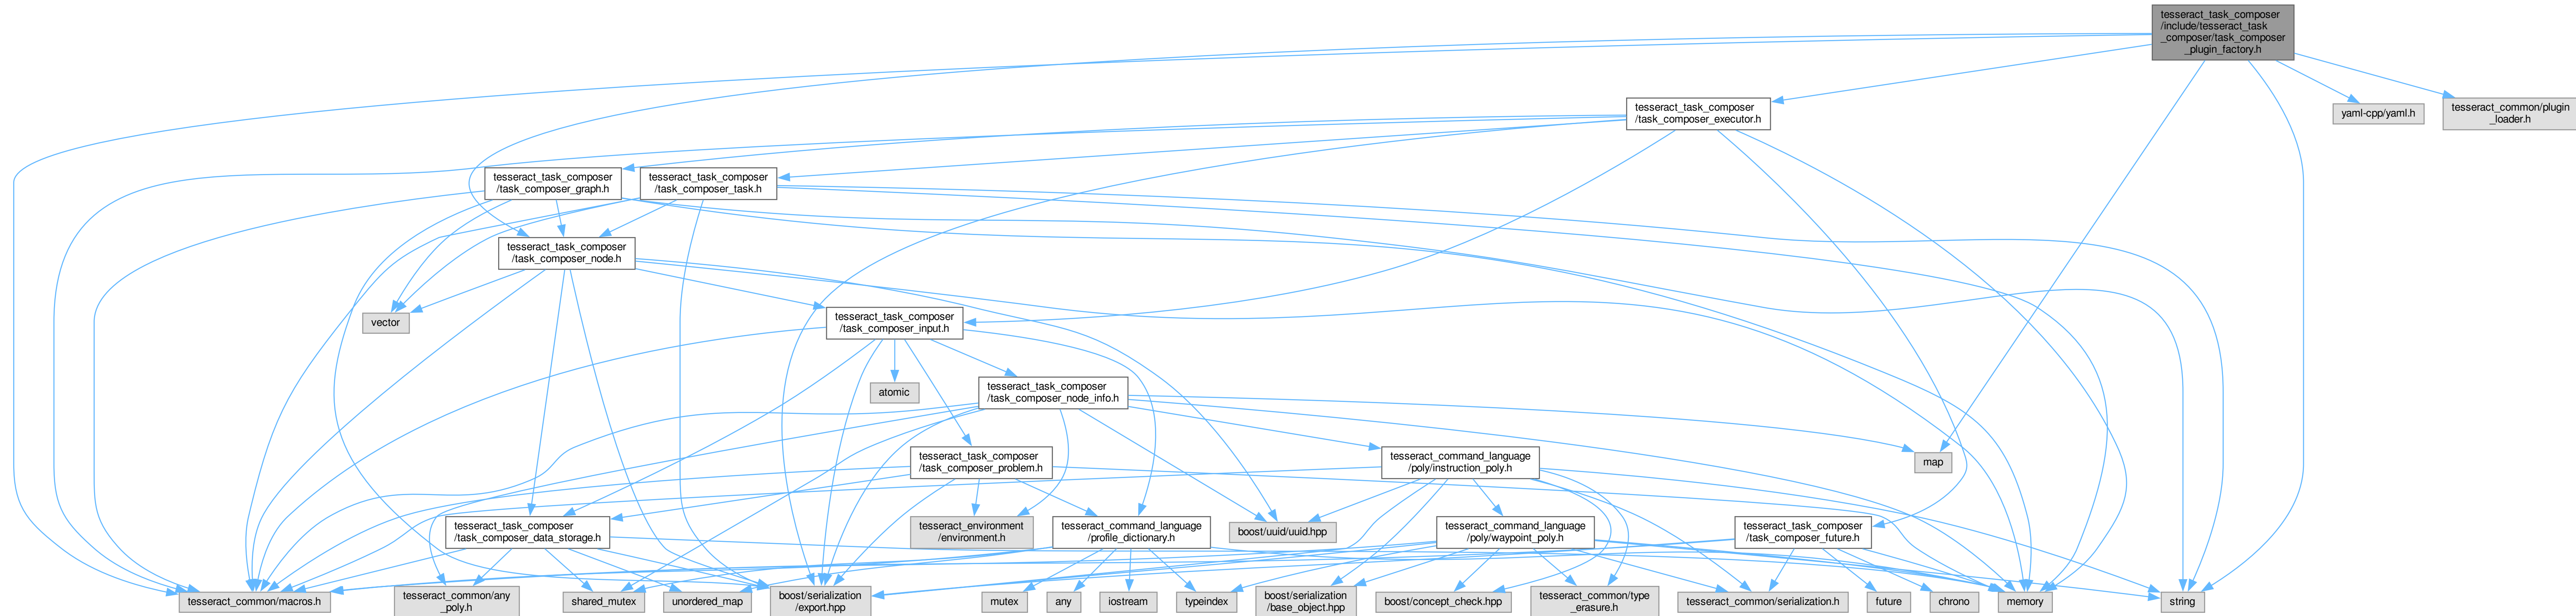 tesseract_task_composer
/include/tesseract_task
_composer/task_composer
_plugin_factory.h
tesseract_task_composer
/task_composer_executor.h
yaml-cpp/yaml.h
tesseract_common/plugin
_loader.h
tesseract_task_composer
/task_composer_graph.h
tesseract_task_composer
/task_composer_task.h
tesseract_task_composer
/task_composer_node.h
vector
tesseract_task_composer
/task_composer_input.h
atomic
tesseract_task_composer
/task_composer_node_info.h
tesseract_task_composer
/task_composer_problem.h
tesseract_command_language
/poly/instruction_poly.h
map
tesseract_task_composer
/task_composer_data_storage.h
tesseract_environment
/environment.h
tesseract_command_language
/profile_dictionary.h
boost/uuid/uuid.hpp
tesseract_command_language
/poly/waypoint_poly.h
tesseract_task_composer
/task_composer_future.h
tesseract_common/macros.h
tesseract_common/any
_poly.h
shared_mutex
unordered_map
boost/serialization
/export.hpp
mutex
any
iostream
typeindex
boost/serialization
/base_object.hpp
boost/concept_check.hpp
tesseract_common/type
_erasure.h
tesseract_common/serialization.h
future
chrono
memory
string